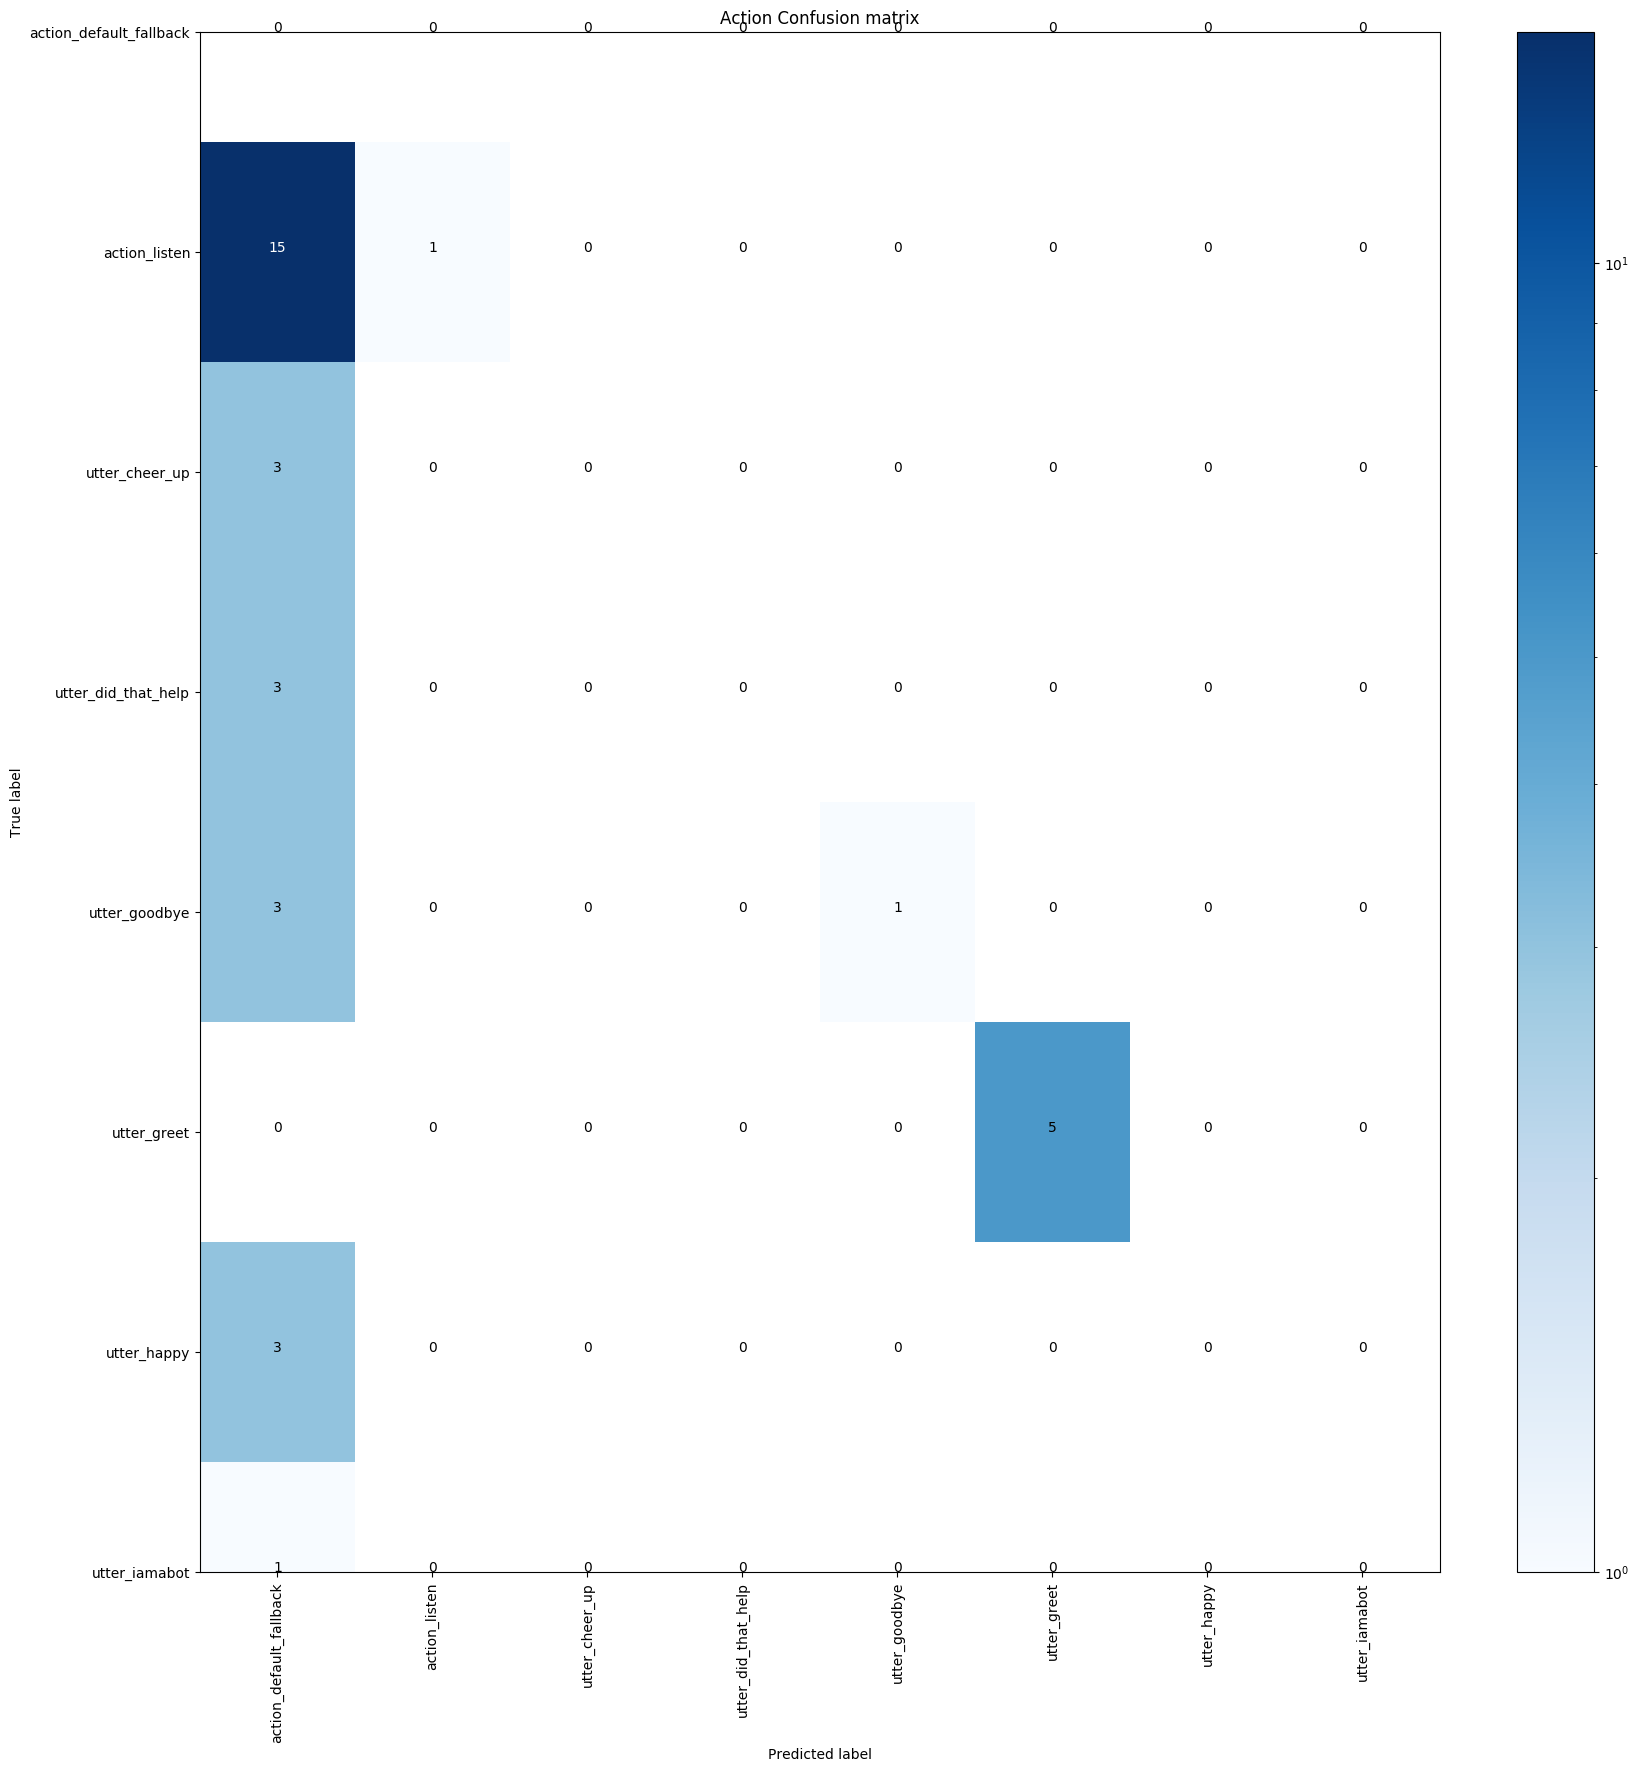 Action Confusion matrix
action_default_fallback 0 0 0 0 0 0 0 0
action_listen 15 1 0 0 0 0 0 0
utter_cheer_up 3 0 0 0 0 0 0 0
utter_did_that_help 3 0 0 0 0 0 0 0
utter_goodbye 3 0 0 0 1 0 0 0
utter_greet 0 0 0 0 0 5 0 0
utter_happy 3 0 0 0 0 0 0 0
utter_iamabot 1 0 0 0 0 0 0 0
True label
action_default_fallback
action_listen
utter_cheer_up
utter_did_that_help
utter_goodbye
utter_greet
utter_happy
utter_iamabot
Predicted label
10¹
10⁰